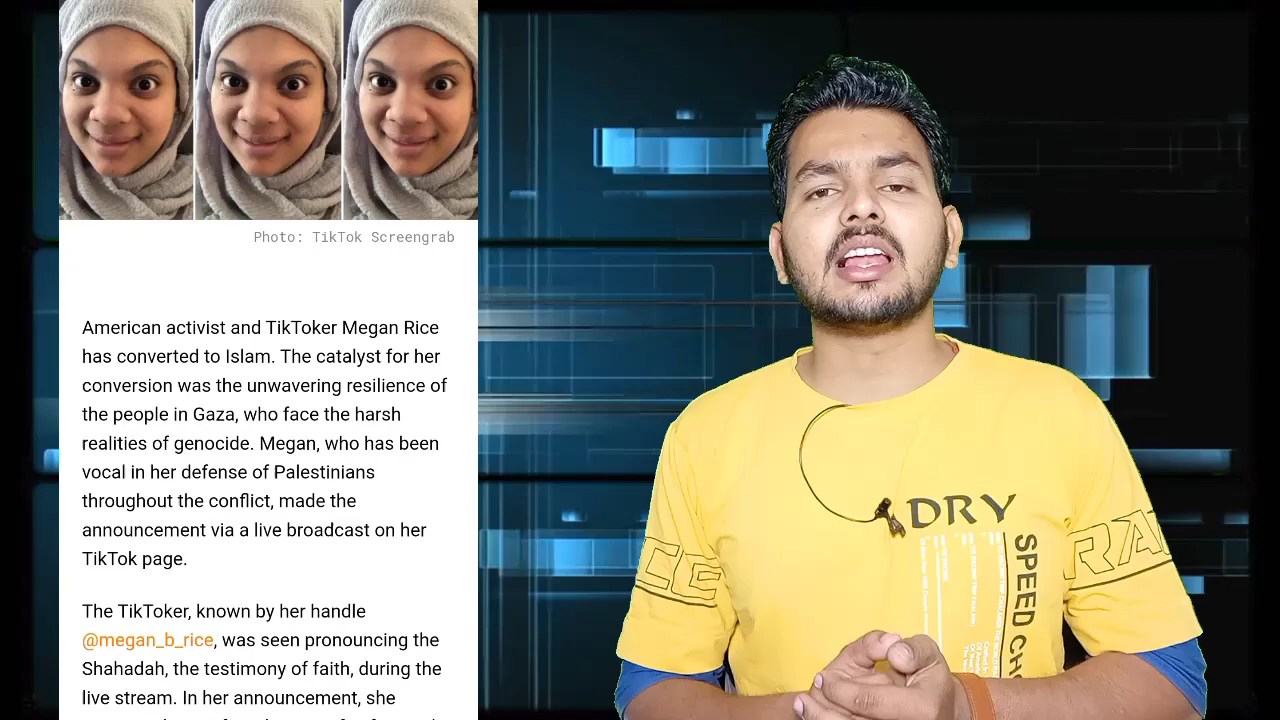 Photo: TikTok Screengrab
American activist and TikToker Megan Rice
has converted to Islam. The catalyst for her
conversion was the unwavering resilience of
the people in Gaza, who face the harsh
realities of genocide. Megan, who has been
vocal in her defense of Palestinians
throughout the conflict, made the
announcement via a live broadcast on her
TikTok page.
The TikToker, known by her handle
@megan_b_rice, was seen pronouncing the
Shahadah, the testimony of faith, during the
live stream. In her announcement, she
DRY
SPEED